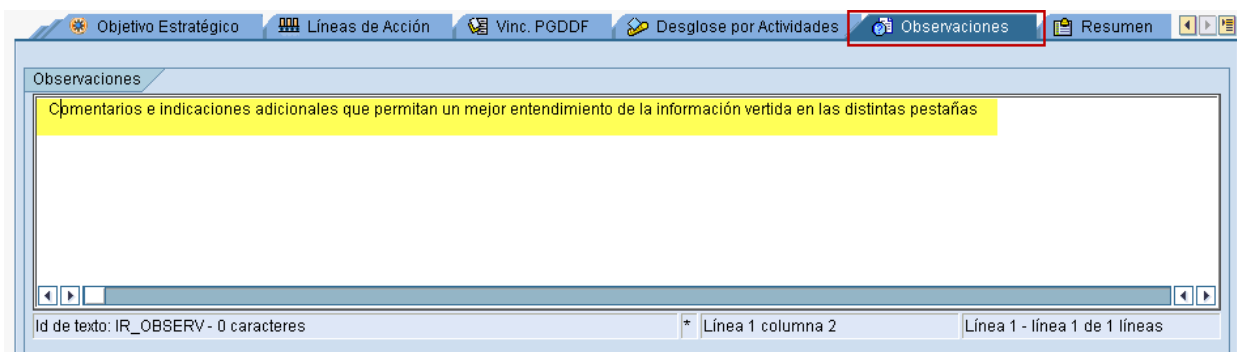 Objetivo Estratégico Líneas de Acción Vinc. PGDDF Desglose por Actividades Observaciones Resumen
Observaciones
Comentarios e indicaciones adicionales que permitan un mejor entendimiento de la información vertida en las distintas pestañas
Id de texto: IR_OBSERV - 0 caracteres * Línea 1 columna 2 Línea 1 - línea 1 de 1 líneas